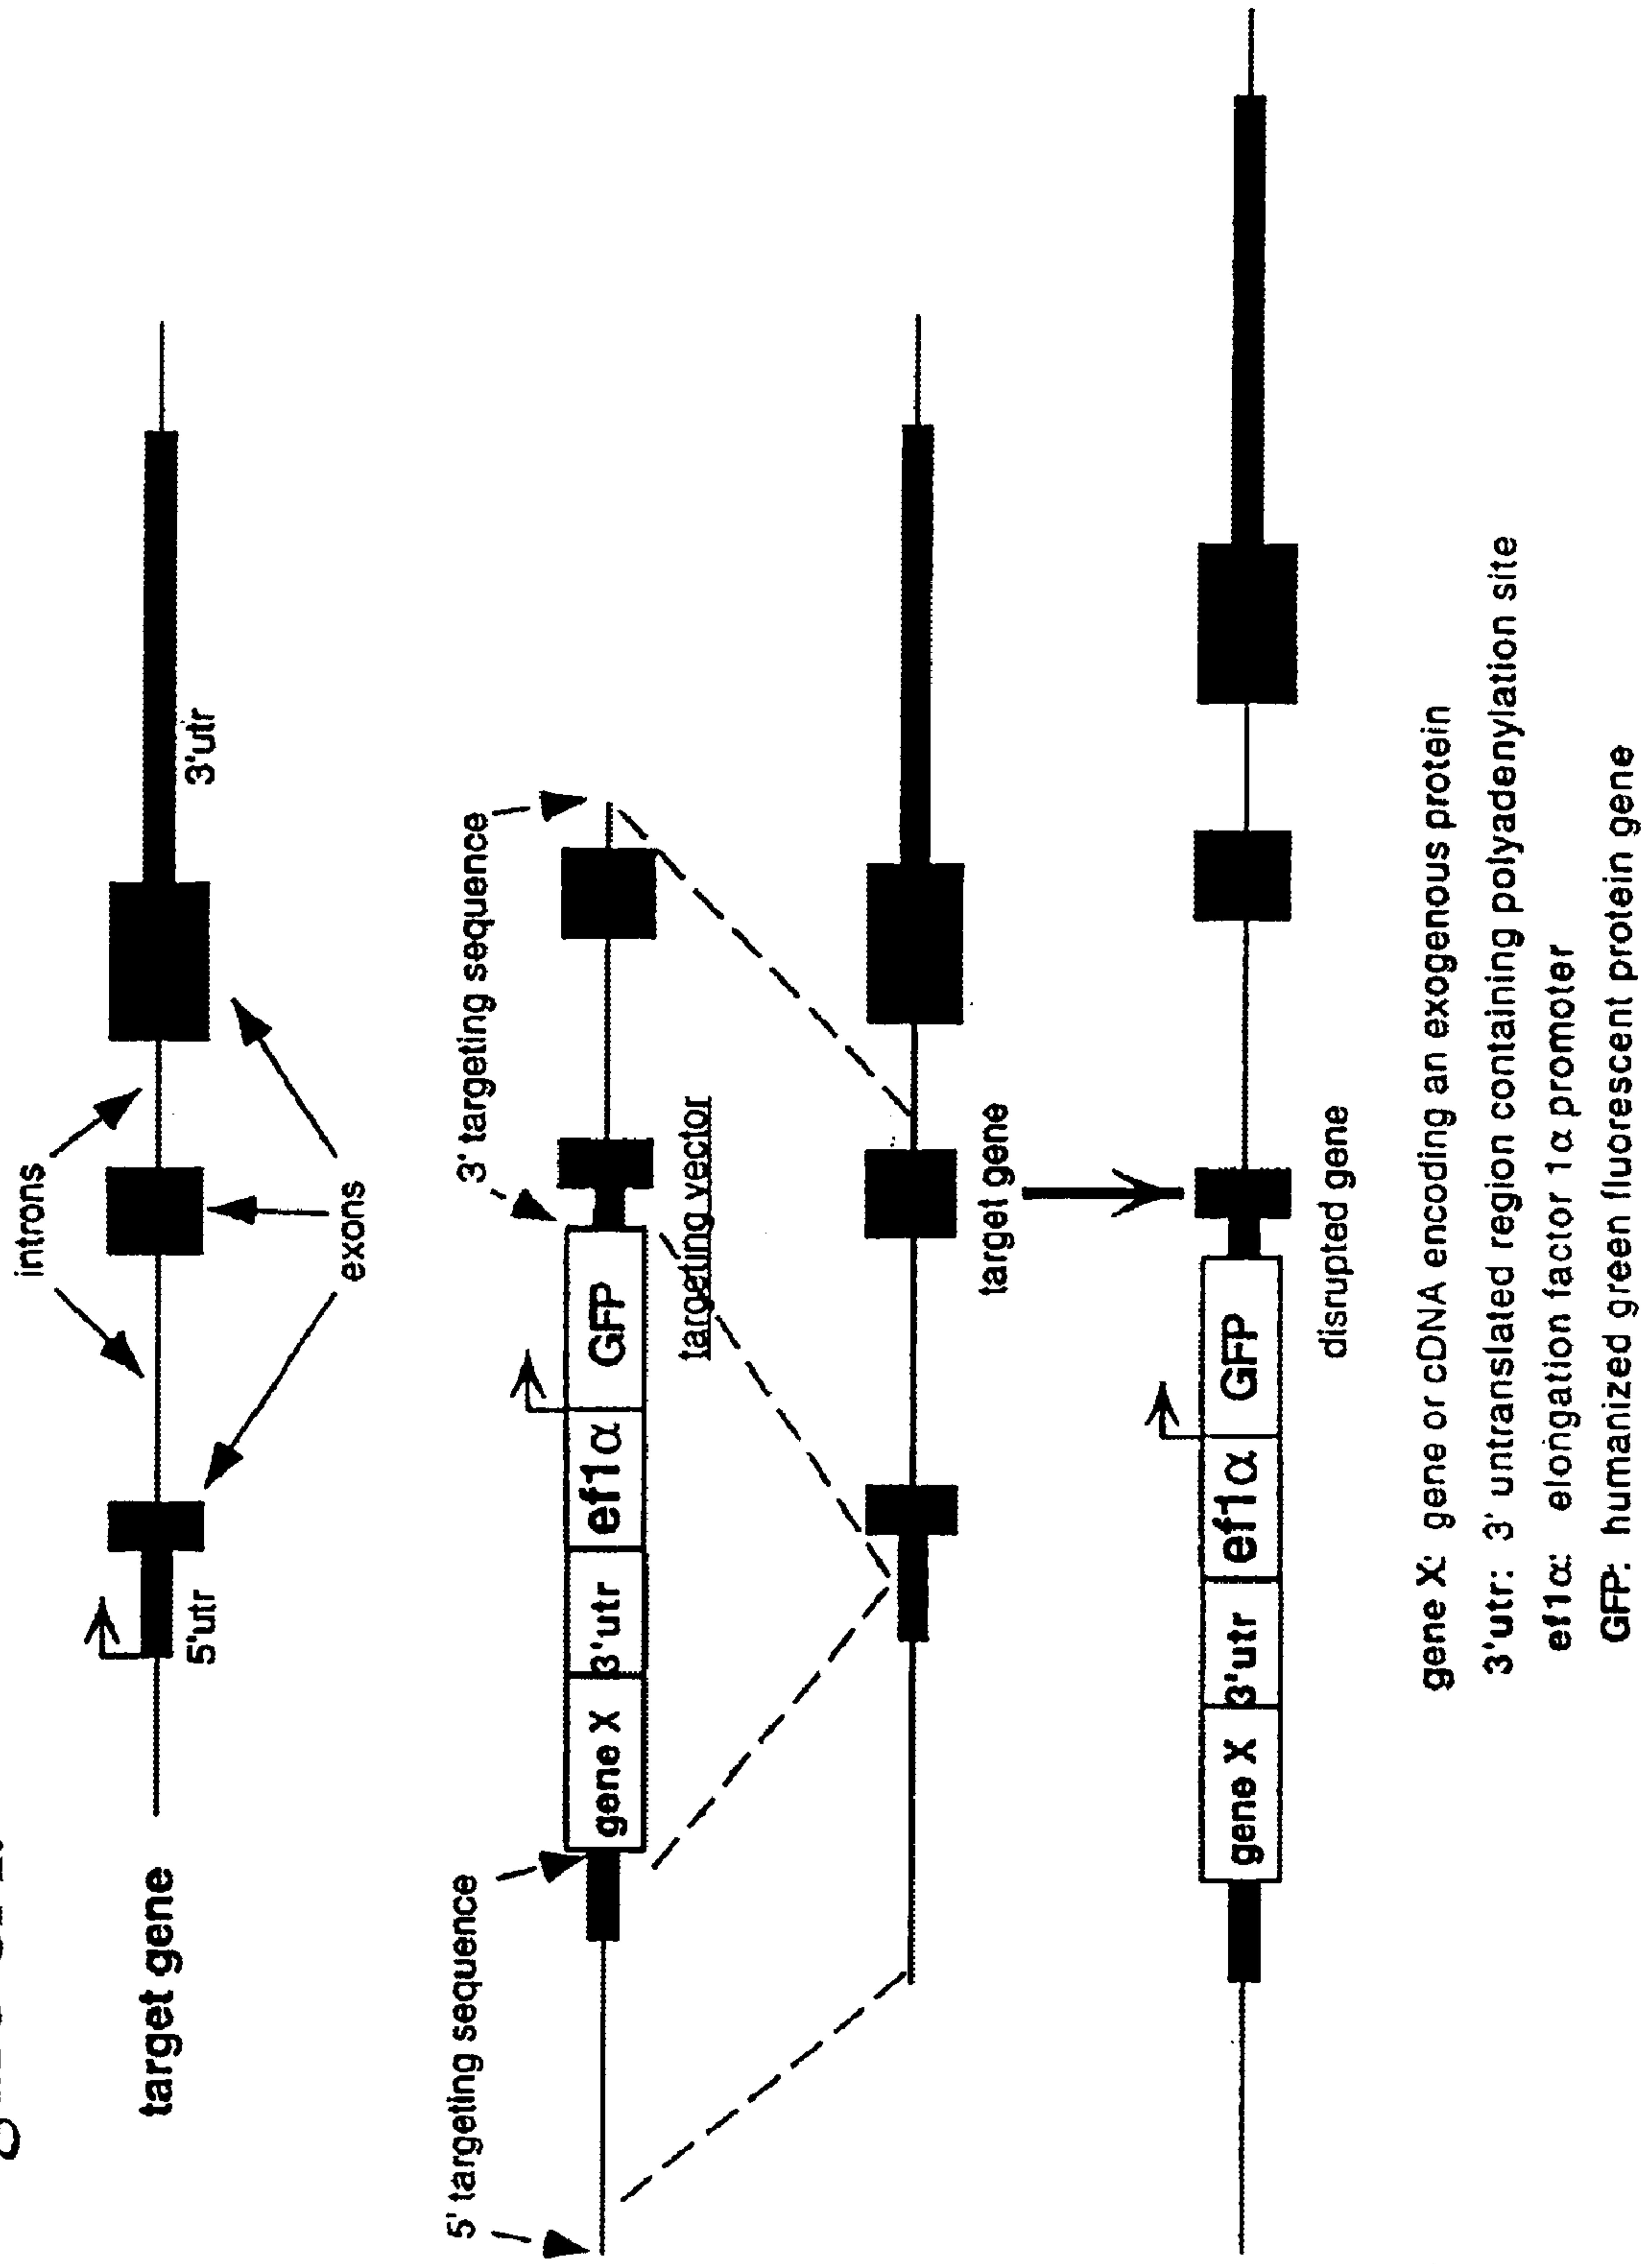 introns
5'utr
3'utr
exons
target gene
5' targeting sequence
3' targeting sequence
gene X
3'utr
ef1α
GFP
targeting vector
target gene
gene X
3'utr
ef1α
GFP
disrupted gene
gene X: gene or cDNA encoding an exogenous protein
3'utr: 3' untranslated region containing polyadenylation site
ef1α: elongation factor 1α promoter
GFP: humanized green fluorescent protein gene